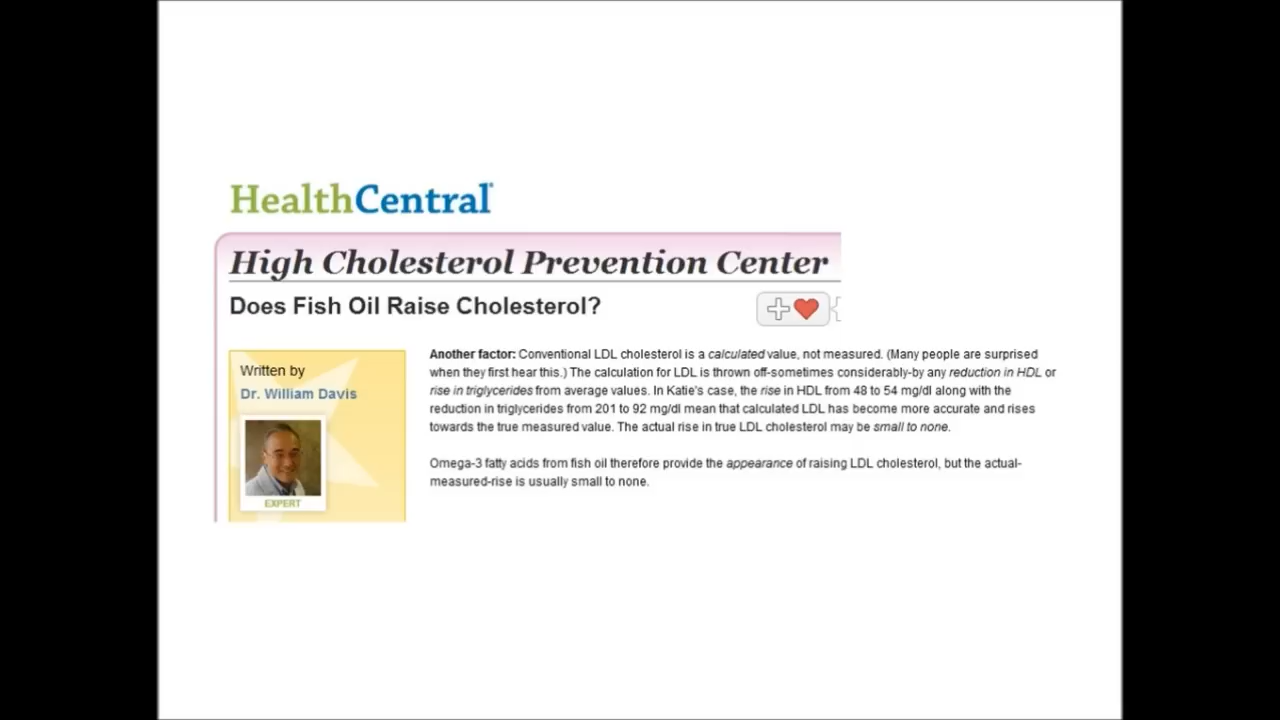 HealthCentral
High Cholesterol Prevention Center
Does Fish Oil Raise Cholesterol?
Written by
Dr. William Davis
EXPERT
Another factor: Conventional LDL cholesterol is a calculated value, not measured. (Many people are surprised
when they first hear this.) The calculation for LDL is thrown off-sometimes considerably-by any reduction in HDL or
rise in triglycerides from average values. In Katie's case, the rise in HDL from 48 to 54 mg/dl along with the
reduction in triglycerides from 201 to 92 mg/dl mean that calculated LDL has become more accurate and rises
towards the true measured value. The actual rise in true LDL cholesterol may be small to none.
Omega-3 fatty acids from fish oil therefore provide the appearance of raising LDL cholesterol, but the actual-
measured-rise is usually small to none.